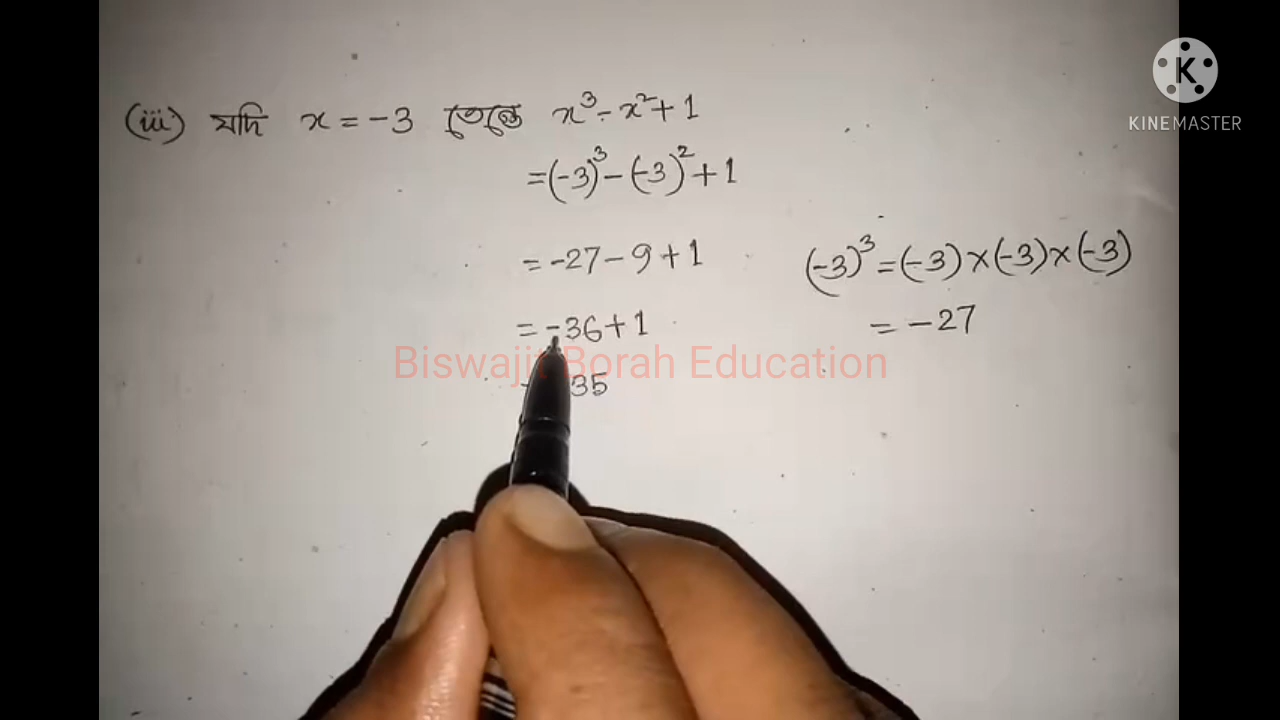 (iii) যদি x = -3 তেন্তে x³ - x² + 1
= (-3)³ - (-3)² + 1
= -27 - 9 + 1
= -36 + 1
35
(-3)³ = (-3) × (-3) × (-3)
= -27
Biswajit Borah Education
K
KINEMASTER